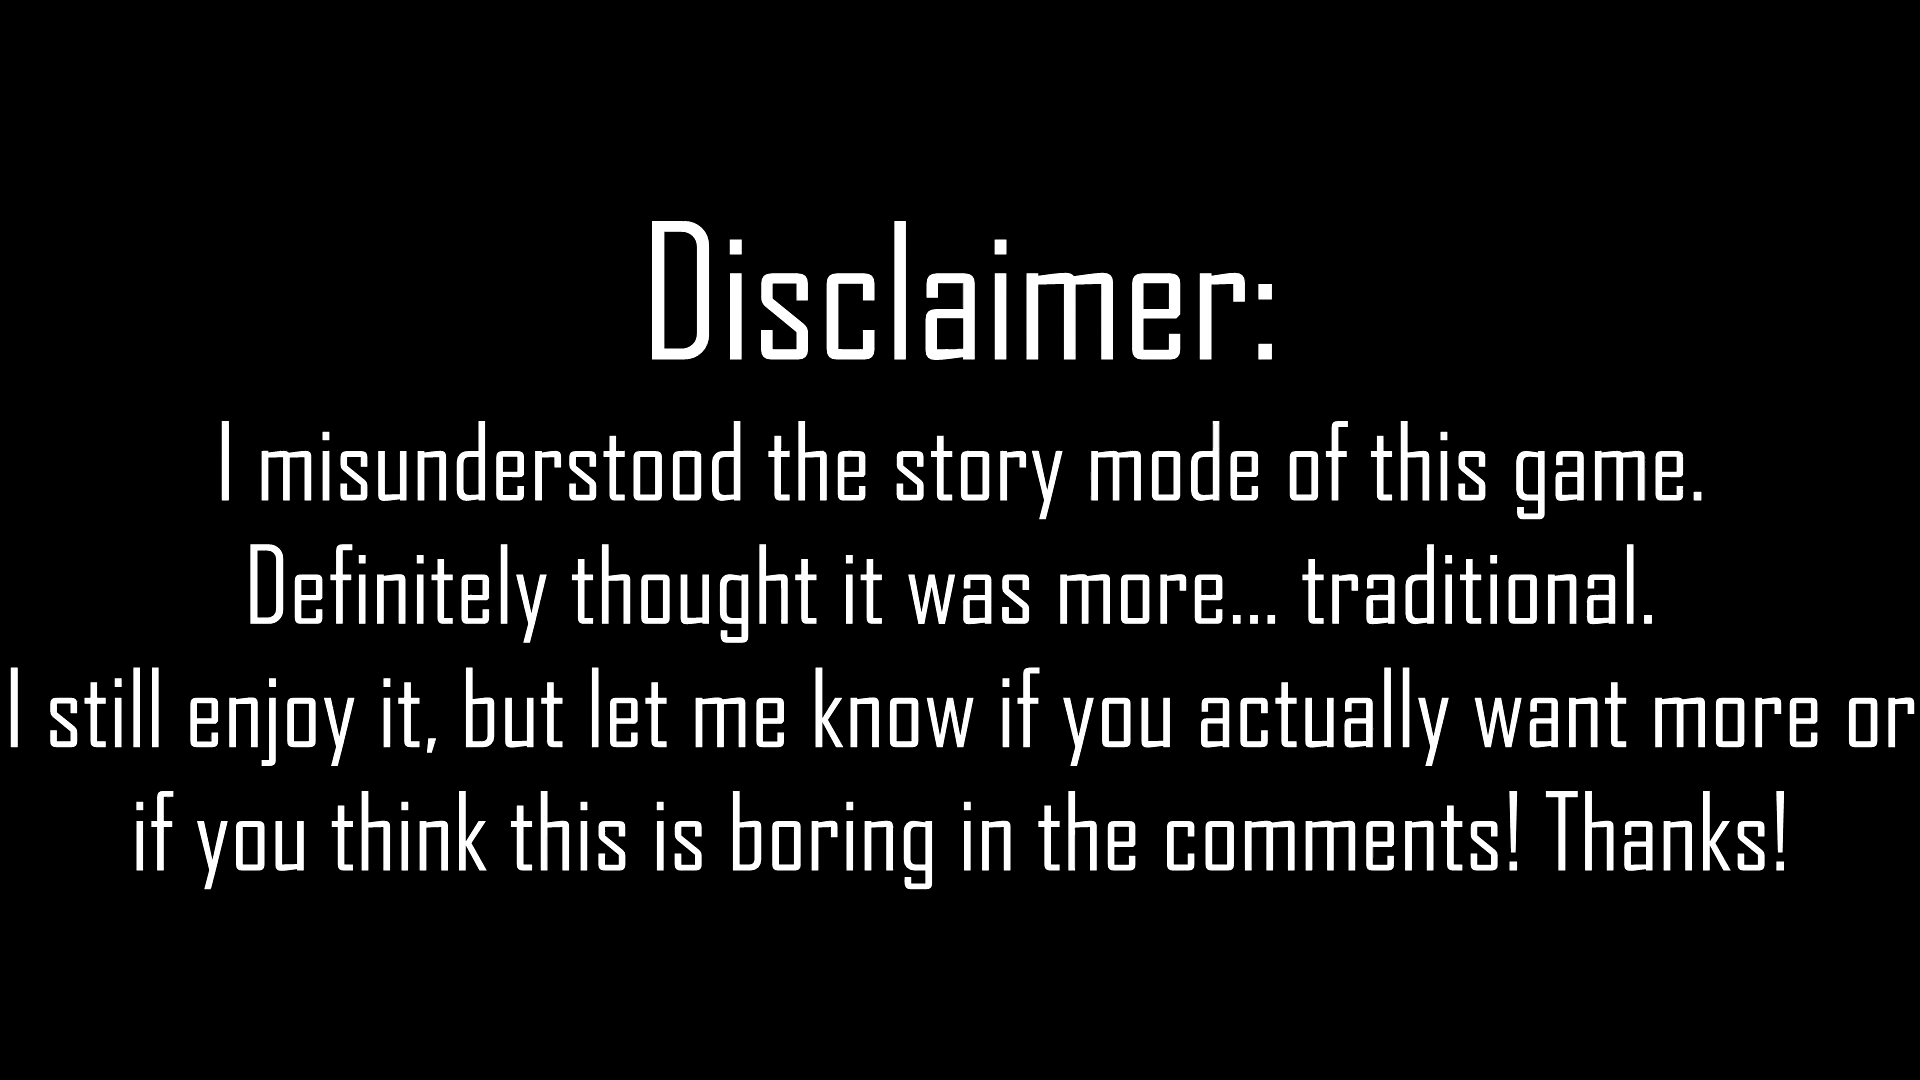 Disclaimer:
I misunderstood the story mode of this game.
Definitely thought it was more... traditional.
I still enjoy it, but let me know if you actually want more or
if you think this is boring in the comments! Thanks!